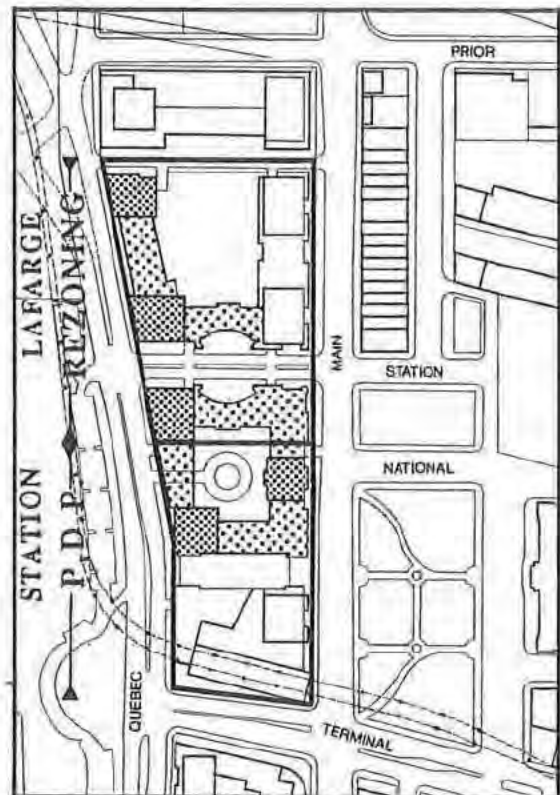 PRIOR
LAFARGE
REZONING
STATION
P.D.P.
MAIN
STATION
NATIONAL
QUEBEC
TERMINAL